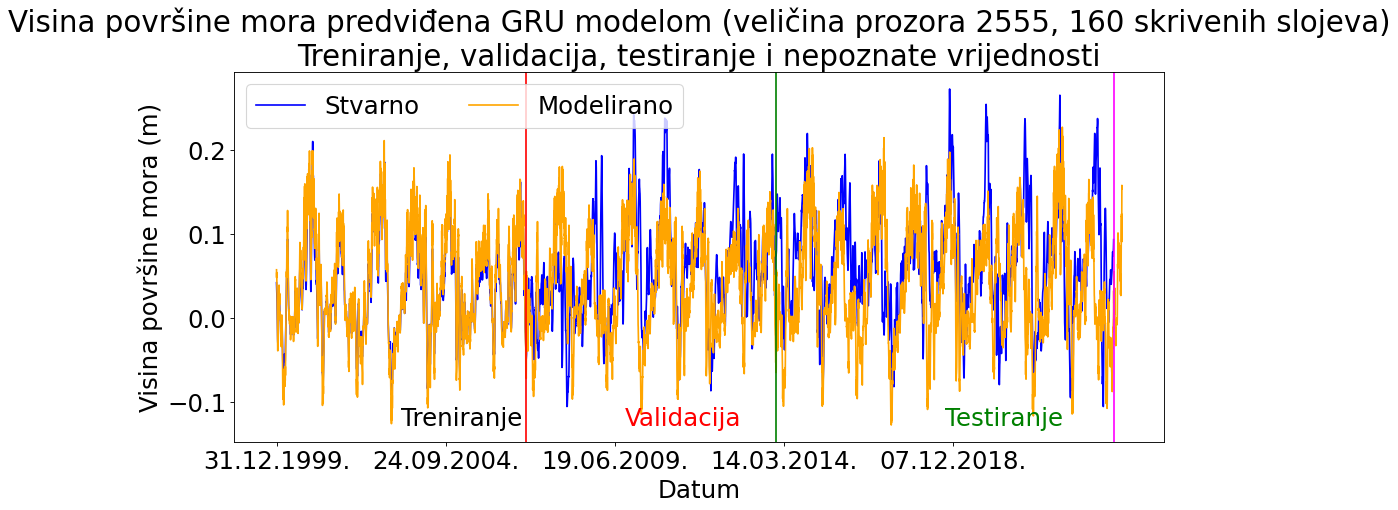 Visina površine mora predviđena GRU modelom (veličina prozora 2555, 160 skrivenih slojeva)
Treniranje, validacija, testiranje i nepoznate vrijednosti
Stvarno Modelirano
Visina površine mora (m)
0.2
0.1
0.0
−0.1
Treniranje Validacija Testiranje
31.12.1999. 24.09.2004. 19.06.2009. 14.03.2014. 07.12.2018.
Datum